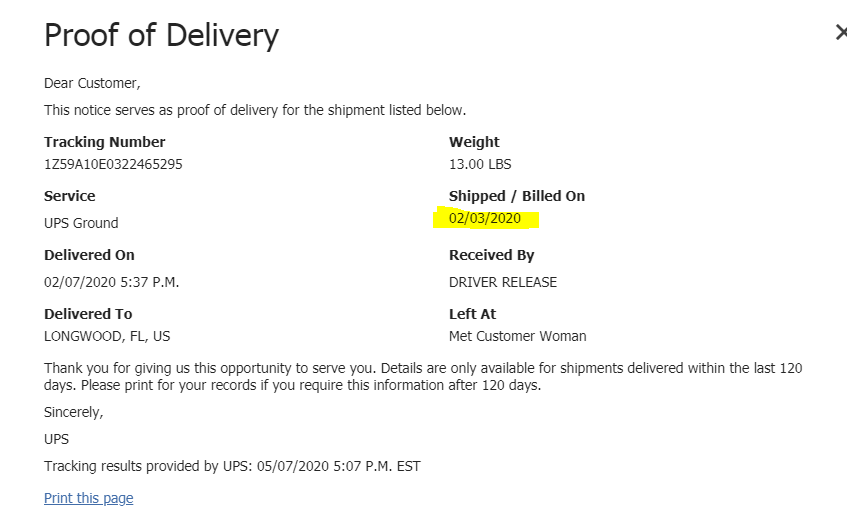 Proof of Delivery
Dear Customer,
This notice serves as proof of delivery for the shipment listed below.
Tracking Number
1Z59A10E0322465295
Weight
13.00 LBS
Service
UPS Ground
Shipped / Billed On
02/03/2020
Delivered On
02/07/2020 5:37 P.M.
Received By
DRIVER RELEASE
Delivered To
LONGWOOD, FL, US
Left At
Met Customer Woman
Thank you for giving us this opportunity to serve you. Details are only available for shipments delivered within the last 120
days. Please print for your records if you require this information after 120 days.
Sincerely,
UPS
Tracking results provided by UPS: 05/07/2020 5:07 P.M. EST
Print this page